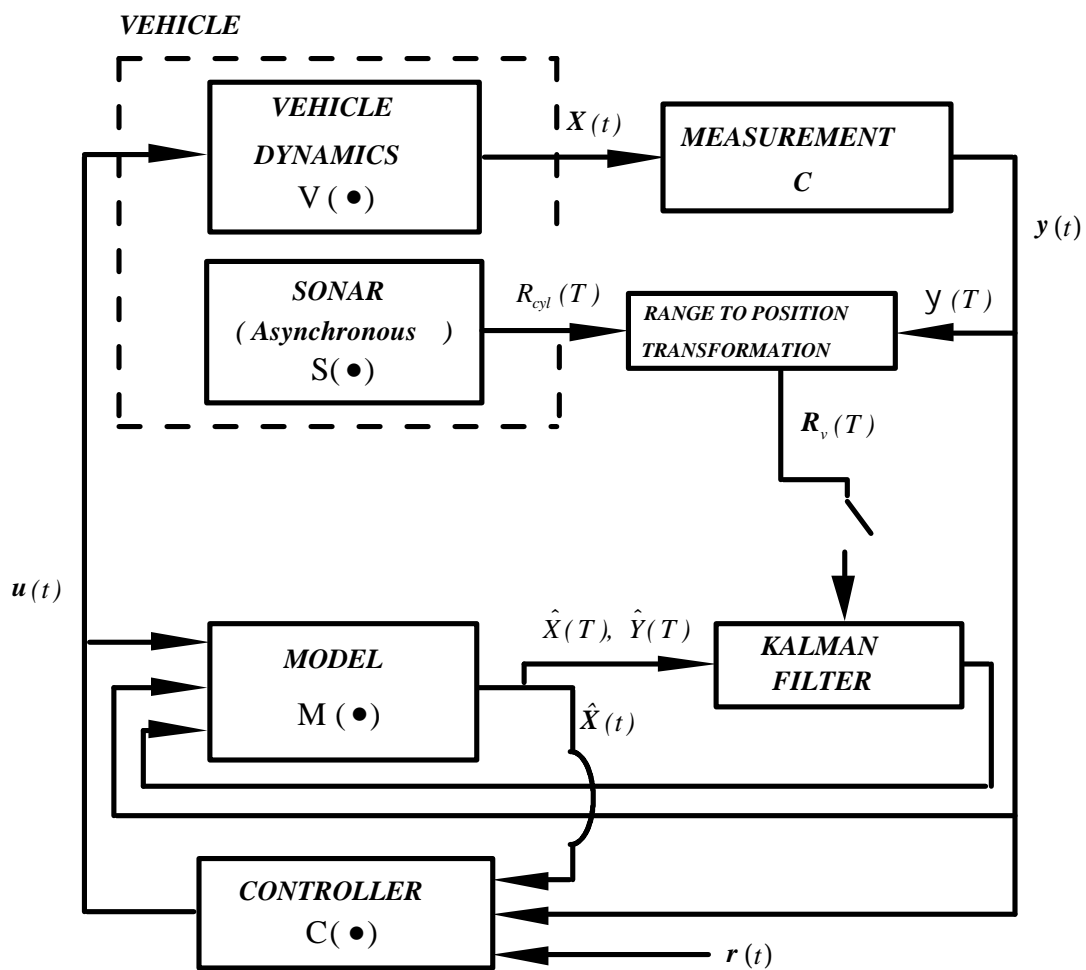 VEHICLE
VEHICLE
DYNAMICS
V ( ● )
X (t)
MEASUREMENT
C
y (t)
SONAR
( Asynchronous )
S( ● )
R_cyl (T)
RANGE TO POSITION
TRANSFORMATION
y (T)
R_v (T)
u (t)
MODEL
M ( ● )
X̂ (T), Ŷ (T)
KALMAN
FILTER
X̂ (t)
CONTROLLER
C( ● )
r (t)